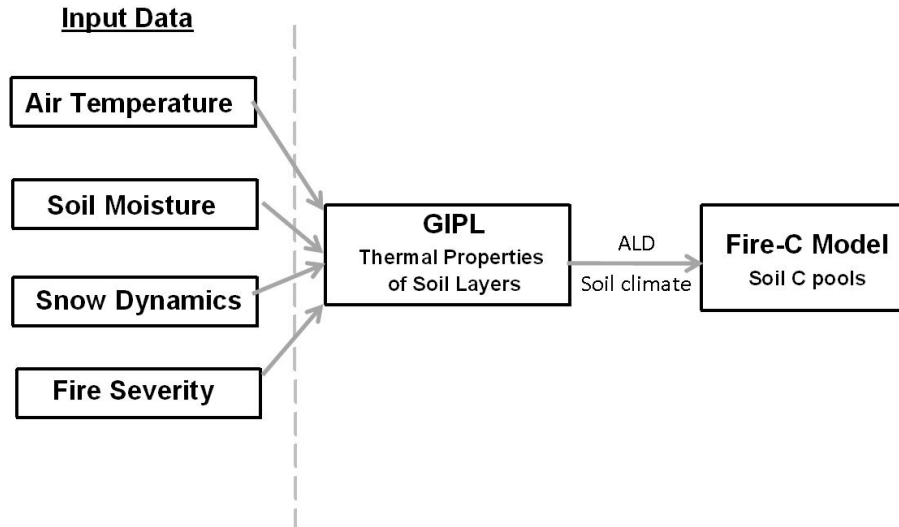 Input Data
Air Temperature
Soil Moisture
Snow Dynamics
Fire Severity
GIPL
Thermal Properties
of Soil Layers
ALD
Soil climate
Fire-C Model
Soil C pools